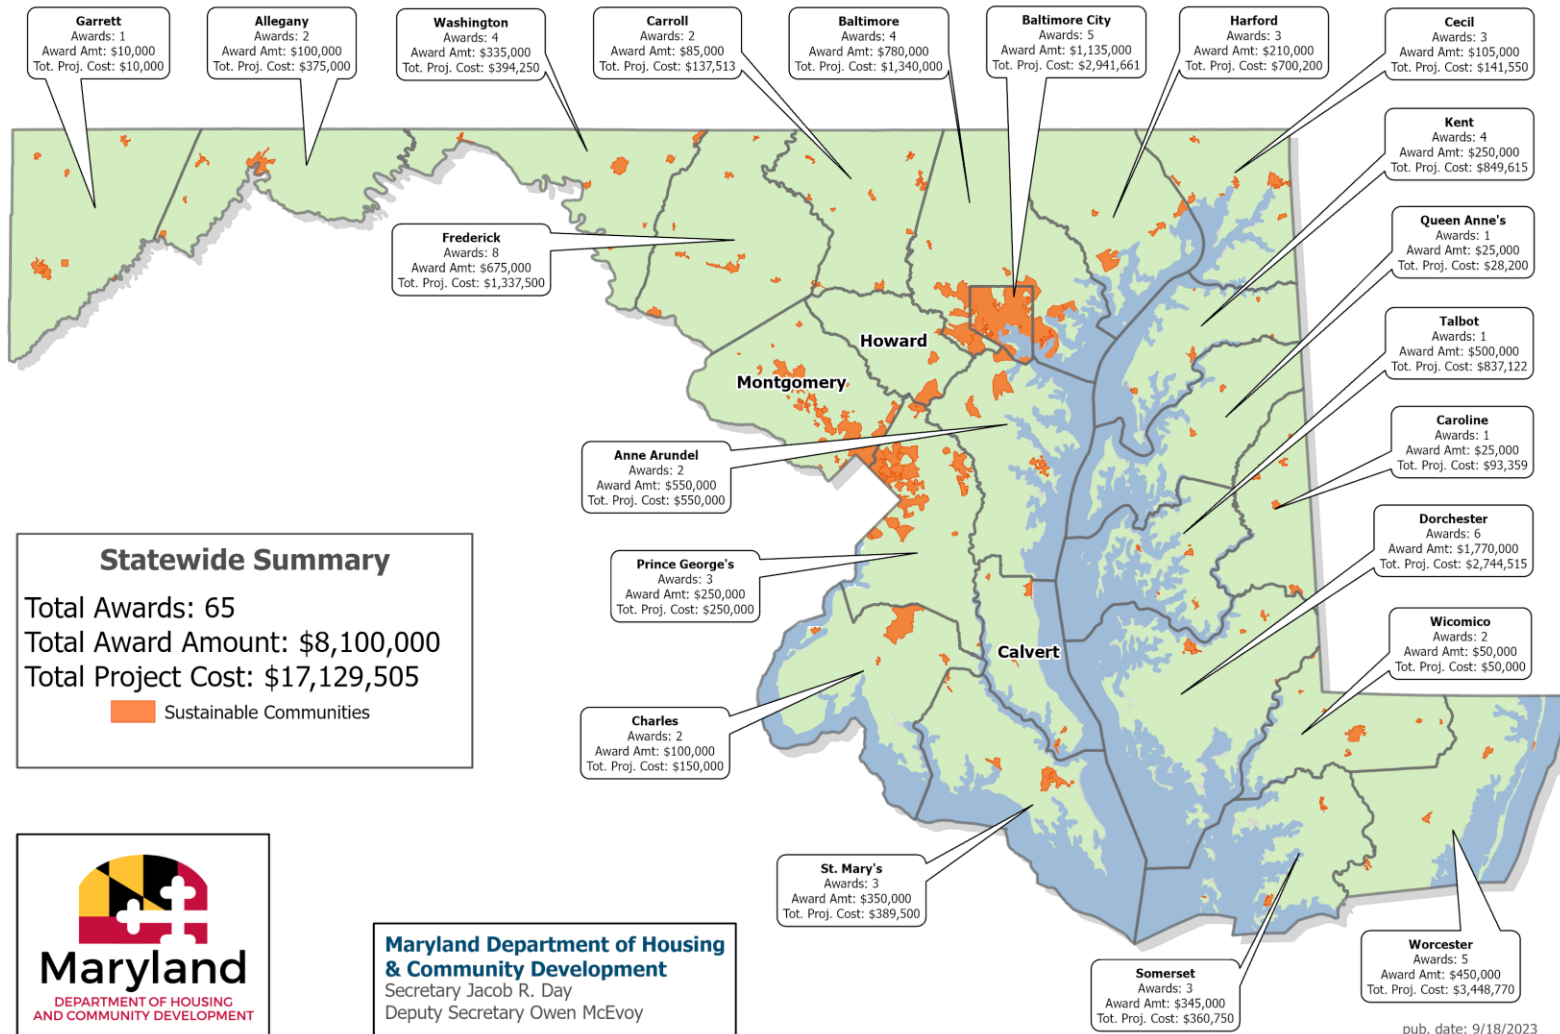 Garrett
Awards: 1
Award Amt: $10,000
Tot. Proj. Cost: $10,000
Allegany
Awards: 2
Award Amt: $100,000
Tot. Proj. Cost: $375,000
Washington
Awards: 4
Award Amt: $335,000
Tot. Proj. Cost: $394,250
Carroll
Awards: 2
Award Amt: $85,000
Tot. Proj. Cost: $137,513
Baltimore
Awards: 4
Award Amt: $780,000
Tot. Proj. Cost: $1,340,000
Baltimore City
Awards: 5
Award Amt: $1,135,000
Tot. Proj. Cost: $2,941,661
Harford
Awards: 3
Award Amt: $210,000
Tot. Proj. Cost: $700,200
Cecil
Awards: 3
Award Amt: $105,000
Tot. Proj. Cost: $141,550
Kent
Awards: 4
Award Amt: $250,000
Tot. Proj. Cost: $849,615
Queen Anne's
Awards: 1
Award Amt: $25,000
Tot. Proj. Cost: $28,200
Frederick
Awards: 8
Award Amt: $675,000
Tot. Proj. Cost: $1,337,500
Talbot
Awards: 1
Award Amt: $500,000
Tot. Proj. Cost: $837,122
Howard
Montgomery
Caroline
Awards: 1
Award Amt: $25,000
Tot. Proj. Cost: $93,359
Anne Arundel
Awards: 2
Award Amt: $550,000
Tot. Proj. Cost: $550,000
Dorchester
Awards: 6
Award Amt: $1,770,000
Tot. Proj. Cost: $2,744,515
Prince George's
Awards: 3
Award Amt: $250,000
Tot. Proj. Cost: $250,000
Statewide Summary
Total Awards: 65
Total Award Amount: $8,100,000
Total Project Cost: $17,129,505
Sustainable Communities
Wicomico
Awards: 2
Award Amt: $50,000
Tot. Proj. Cost: $50,000
Calvert
Charles
Awards: 2
Award Amt: $100,000
Tot. Proj. Cost: $150,000
St. Mary's
Awards: 3
Award Amt: $350,000
Tot. Proj. Cost: $389,500
Worcester
Awards: 5
Award Amt: $450,000
Tot. Proj. Cost: $3,448,770
Somerset
Awards: 3
Award Amt: $345,000
Tot. Proj. Cost: $360,750
Maryland
DEPARTMENT OF HOUSING
AND COMMUNITY DEVELOPMENT
Maryland Department of Housing
& Community Development
Secretary Jacob R. Day
Deputy Secretary Owen McEvoy
pub. date: 9/18/2023